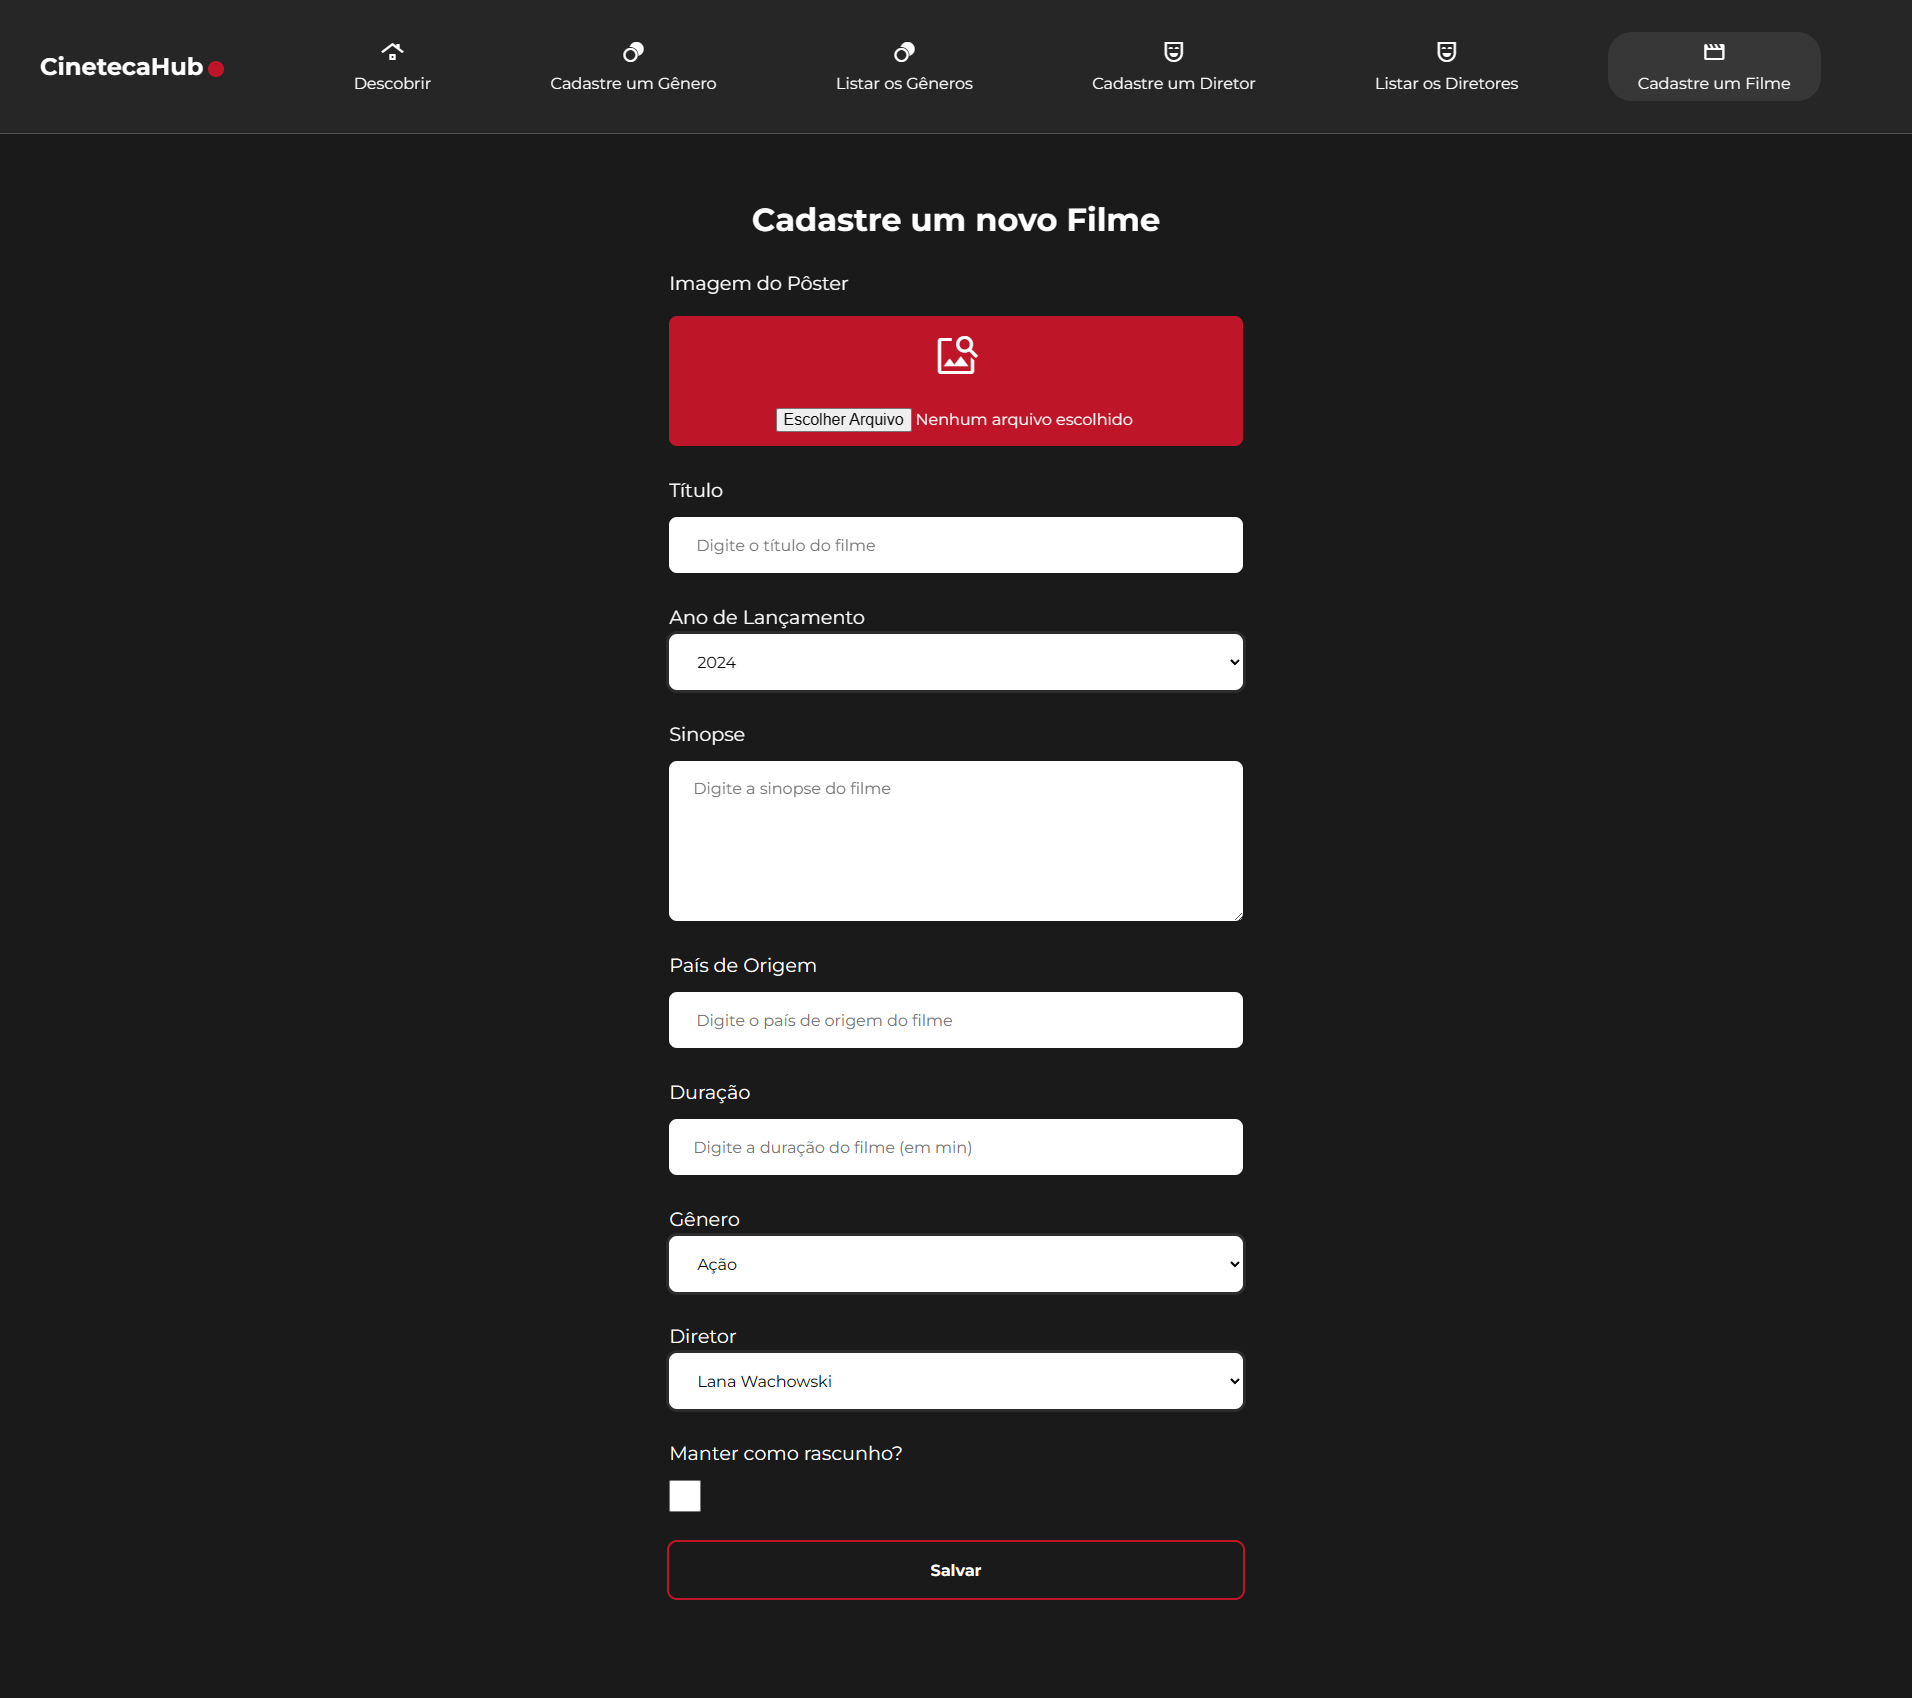 CinetecaHub
Descobrir
Cadastre um Gênero
Listar os Gêneros
Cadastre um Diretor
Listar os Diretores
Cadastre um Filme
Cadastre um novo Filme
Imagem do Pôster
Escolher Arquivo Nenhum arquivo escolhido
Título
Digite o título do filme
Ano de Lançamento
2024
Sinopse
Digite a sinopse do filme
País de Origem
Digite o país de origem do filme
Duração
Digite a duração do filme (em min)
Gênero
Ação
Diretor
Lana Wachowski
Manter como rascunho?
Salvar